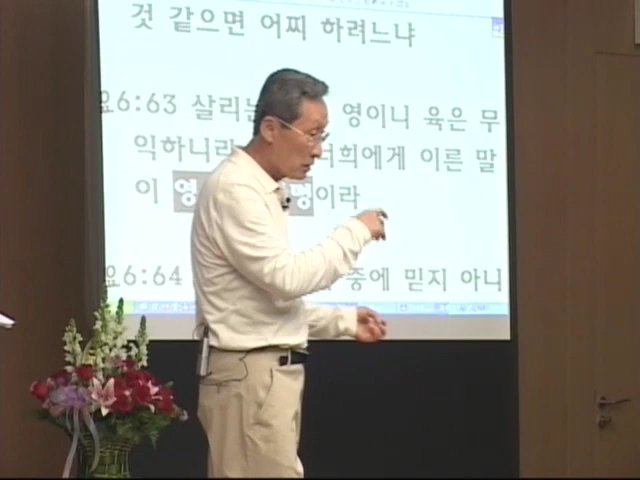 것 같으면 어찌 하려느냐
요6:63 살리는 영이니 육은 무
익하니라 너희에게 이른 말
이 영 이라
요6:64 중에 믿지 아니